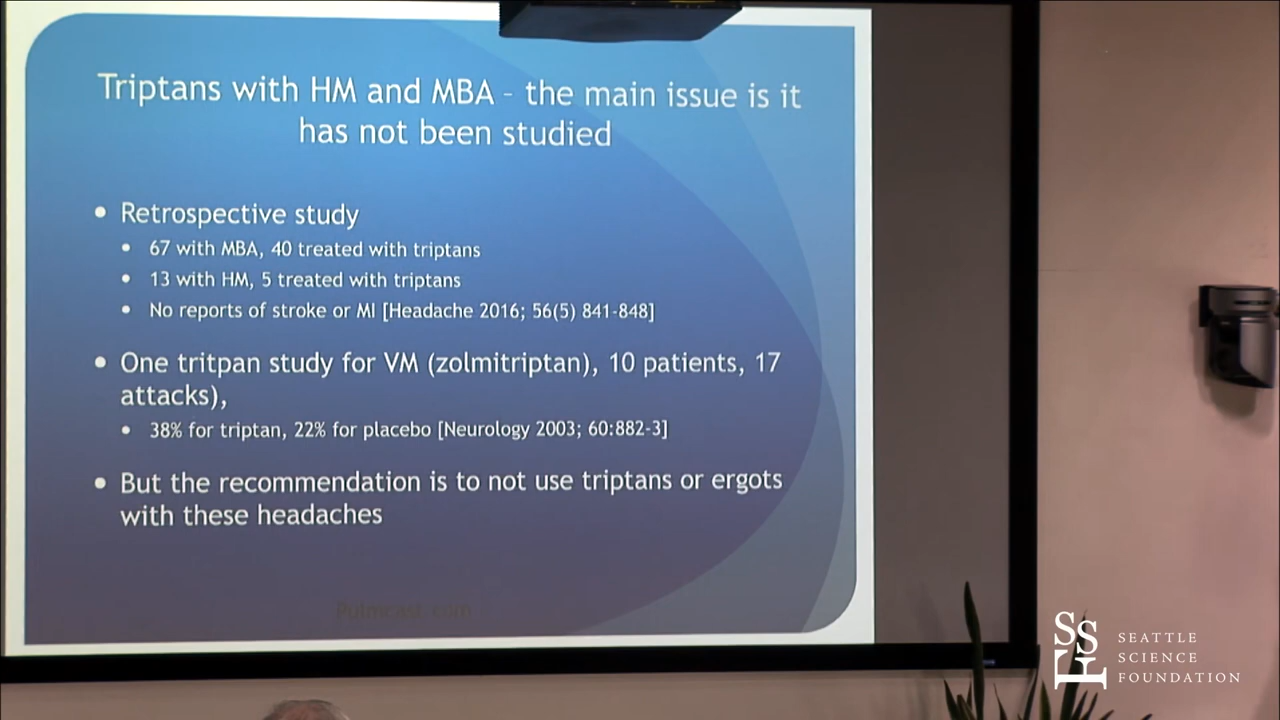 Triptans with HM and MBA – the main issue is it
has not been studied
• Retrospective study
• 67 with MBA, 40 treated with triptans
• 13 with HM, 5 treated with triptans
• No reports of stroke or MI [Headache 2016; 56(5) 841-848]
• One tritpan study for VM (zolmitriptan), 10 patients, 17
attacks),
• 38% for triptan, 22% for placebo [Neurology 2003; 60:882-3]
• But the recommendation is to not use triptans or ergots
with these headaches
SSF
SEATTLE
SCIENCE
FOUNDATION